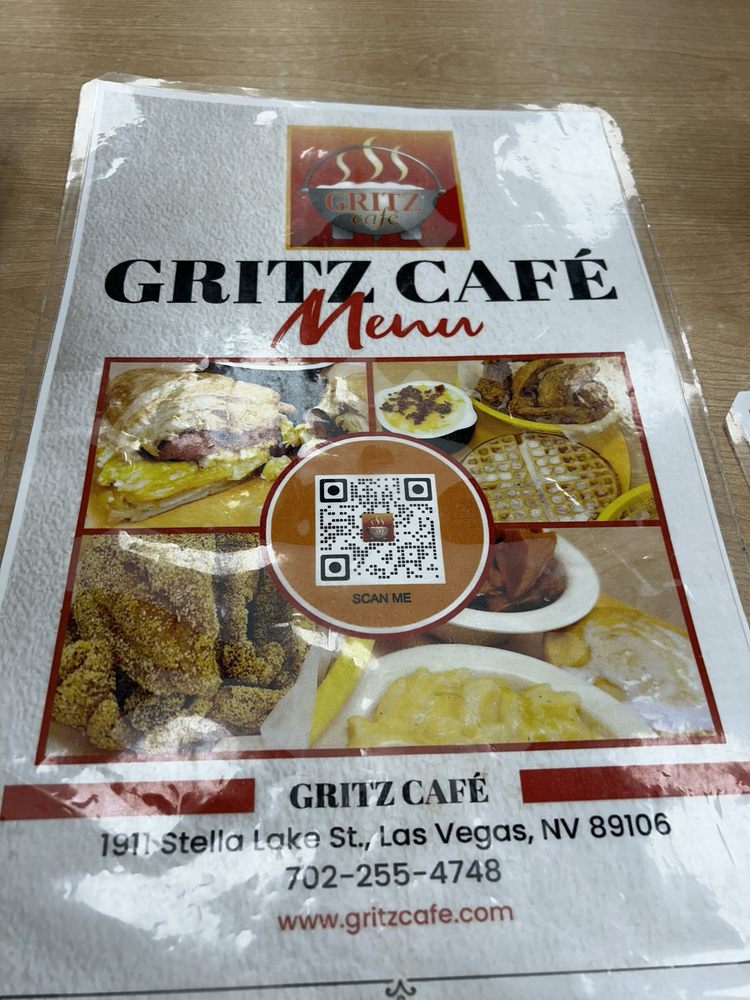 GRITZ
café
GRITZ CAFÉ
Menu
SCAN ME
GRITZ CAFÉ
1911 Stella Lake St., Las Vegas, NV 89106
702-255-4748
www.gritzcafe.com